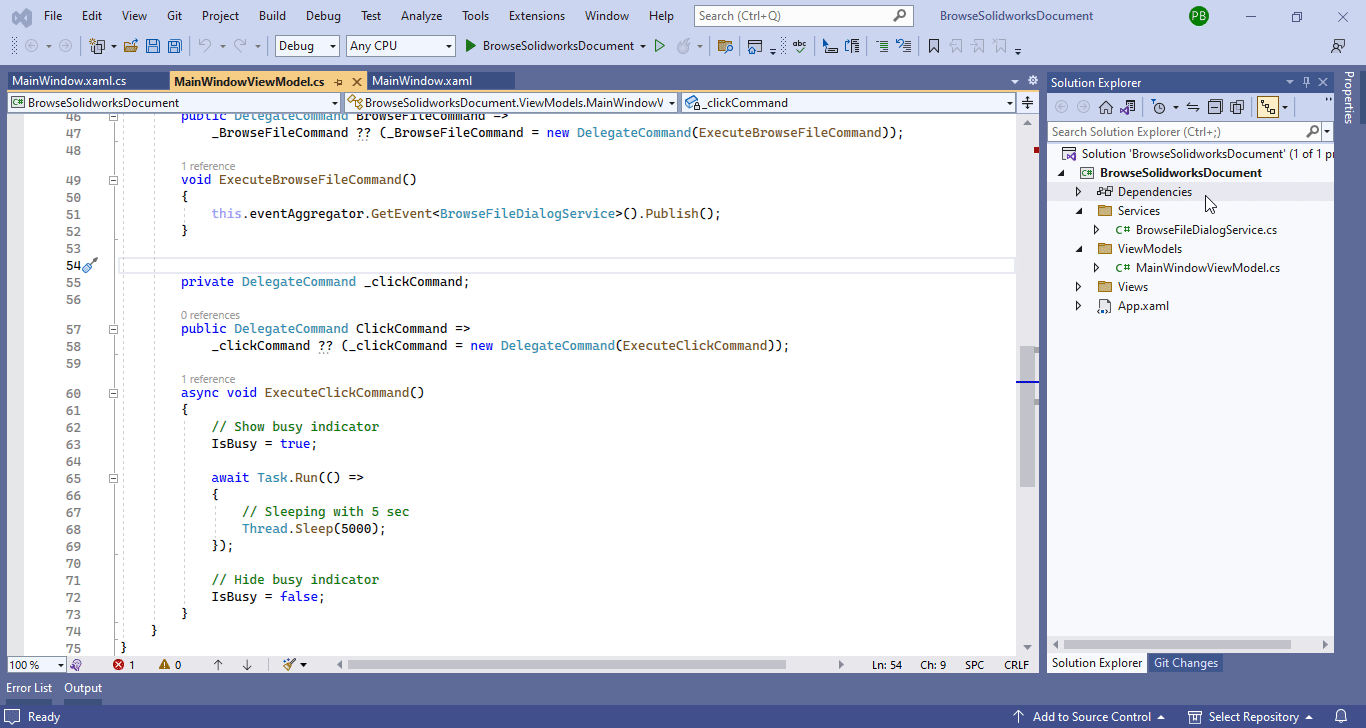 File Edit View Git Project Build Debug Test Analyze Tools Extensions Window Help Search (Ctrl+Q) BrowseSolidworksDocument PB
Debug Any CPU BrowseSolidworksDocument abc
MainWindow.xaml.cs MainWindowViewModel.cs MainWindow.xaml
C# BrowseSolidworksDocument BrowseSolidworksDocument.ViewModels.MainWindowV _clickCommand
46 public DelegateCommand BrowseFileCommand =>
47 _BrowseFileCommand ?? (_BrowseFileCommand = new DelegateCommand(ExecuteBrowseFileCommand));
48
1 reference
49 void ExecuteBrowseFileCommand()
50 {
51 this.eventAggregator.GetEvent<BrowseFileDialogService>().Publish();
52 }
53
54
55 private DelegateCommand _clickCommand;
56
0 references
57 public DelegateCommand ClickCommand =>
58 _clickCommand ?? (_clickCommand = new DelegateCommand(ExecuteClickCommand));
59
1 reference
60 async void ExecuteClickCommand()
61 {
62 // Show busy indicator
63 IsBusy = true;
64
65 await Task.Run(() =>
66 {
67 // Sleeping with 5 sec
68 Thread.Sleep(5000);
69 });
70
71 // Hide busy indicator
72 IsBusy = false;
73 }
74 }
75 }
100 % 1 0 Ln: 54 Ch: 9 SPC CRLF
Solution Explorer
Search Solution Explorer (Ctrl+;)
Solution 'BrowseSolidworksDocument' (1 of 1 pr
C# BrowseSolidworksDocument
Dependencies
Services
C# BrowseFileDialogService.cs
ViewModels
C# MainWindowViewModel.cs
Views
App.xaml
Solution Explorer Git Changes
Properties
Error List Output
Ready Add to Source Control Select Repository